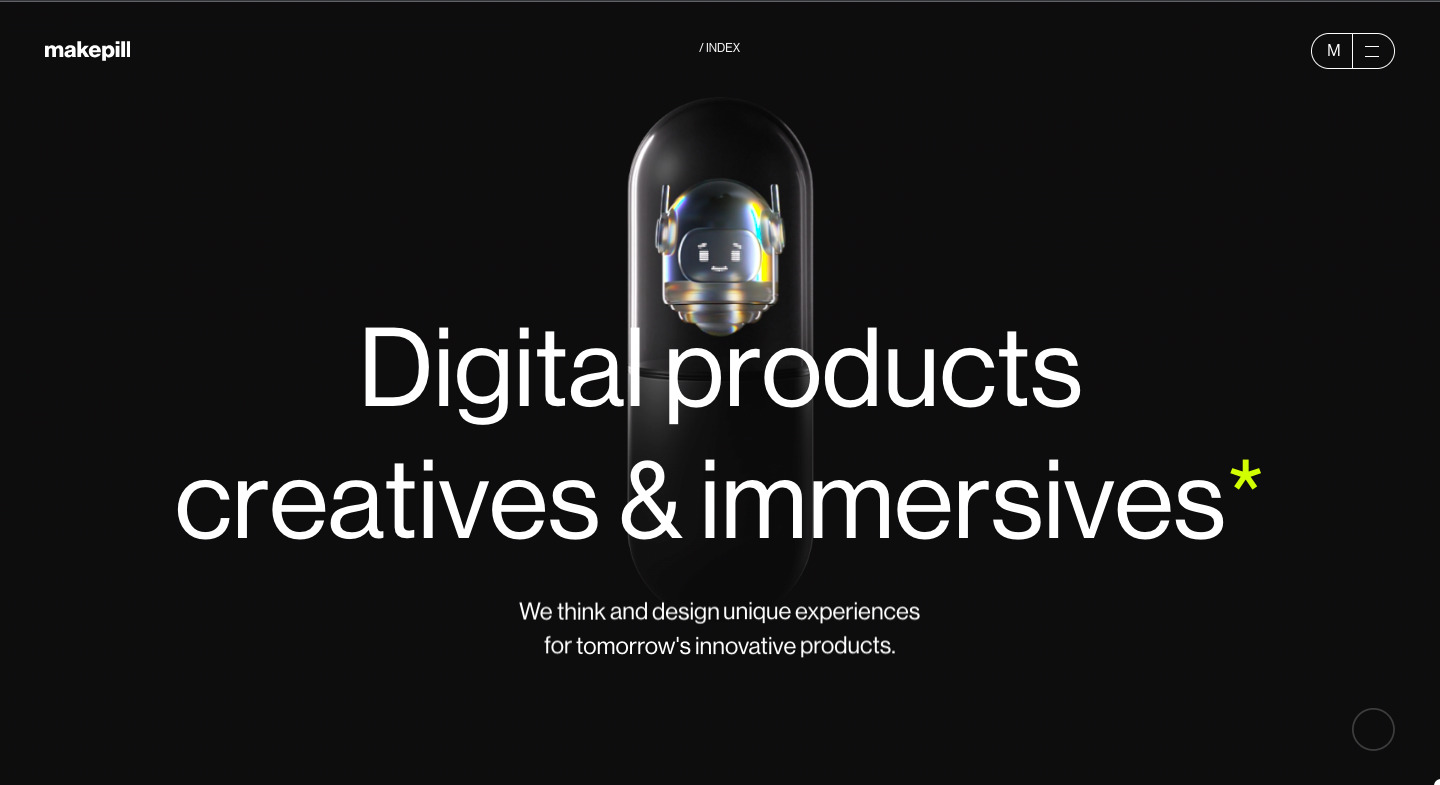 makepill
/ INDEX
M
Digital products
creatives & immersives*
We think and design unique experiences
for tomorrow's innovative products.